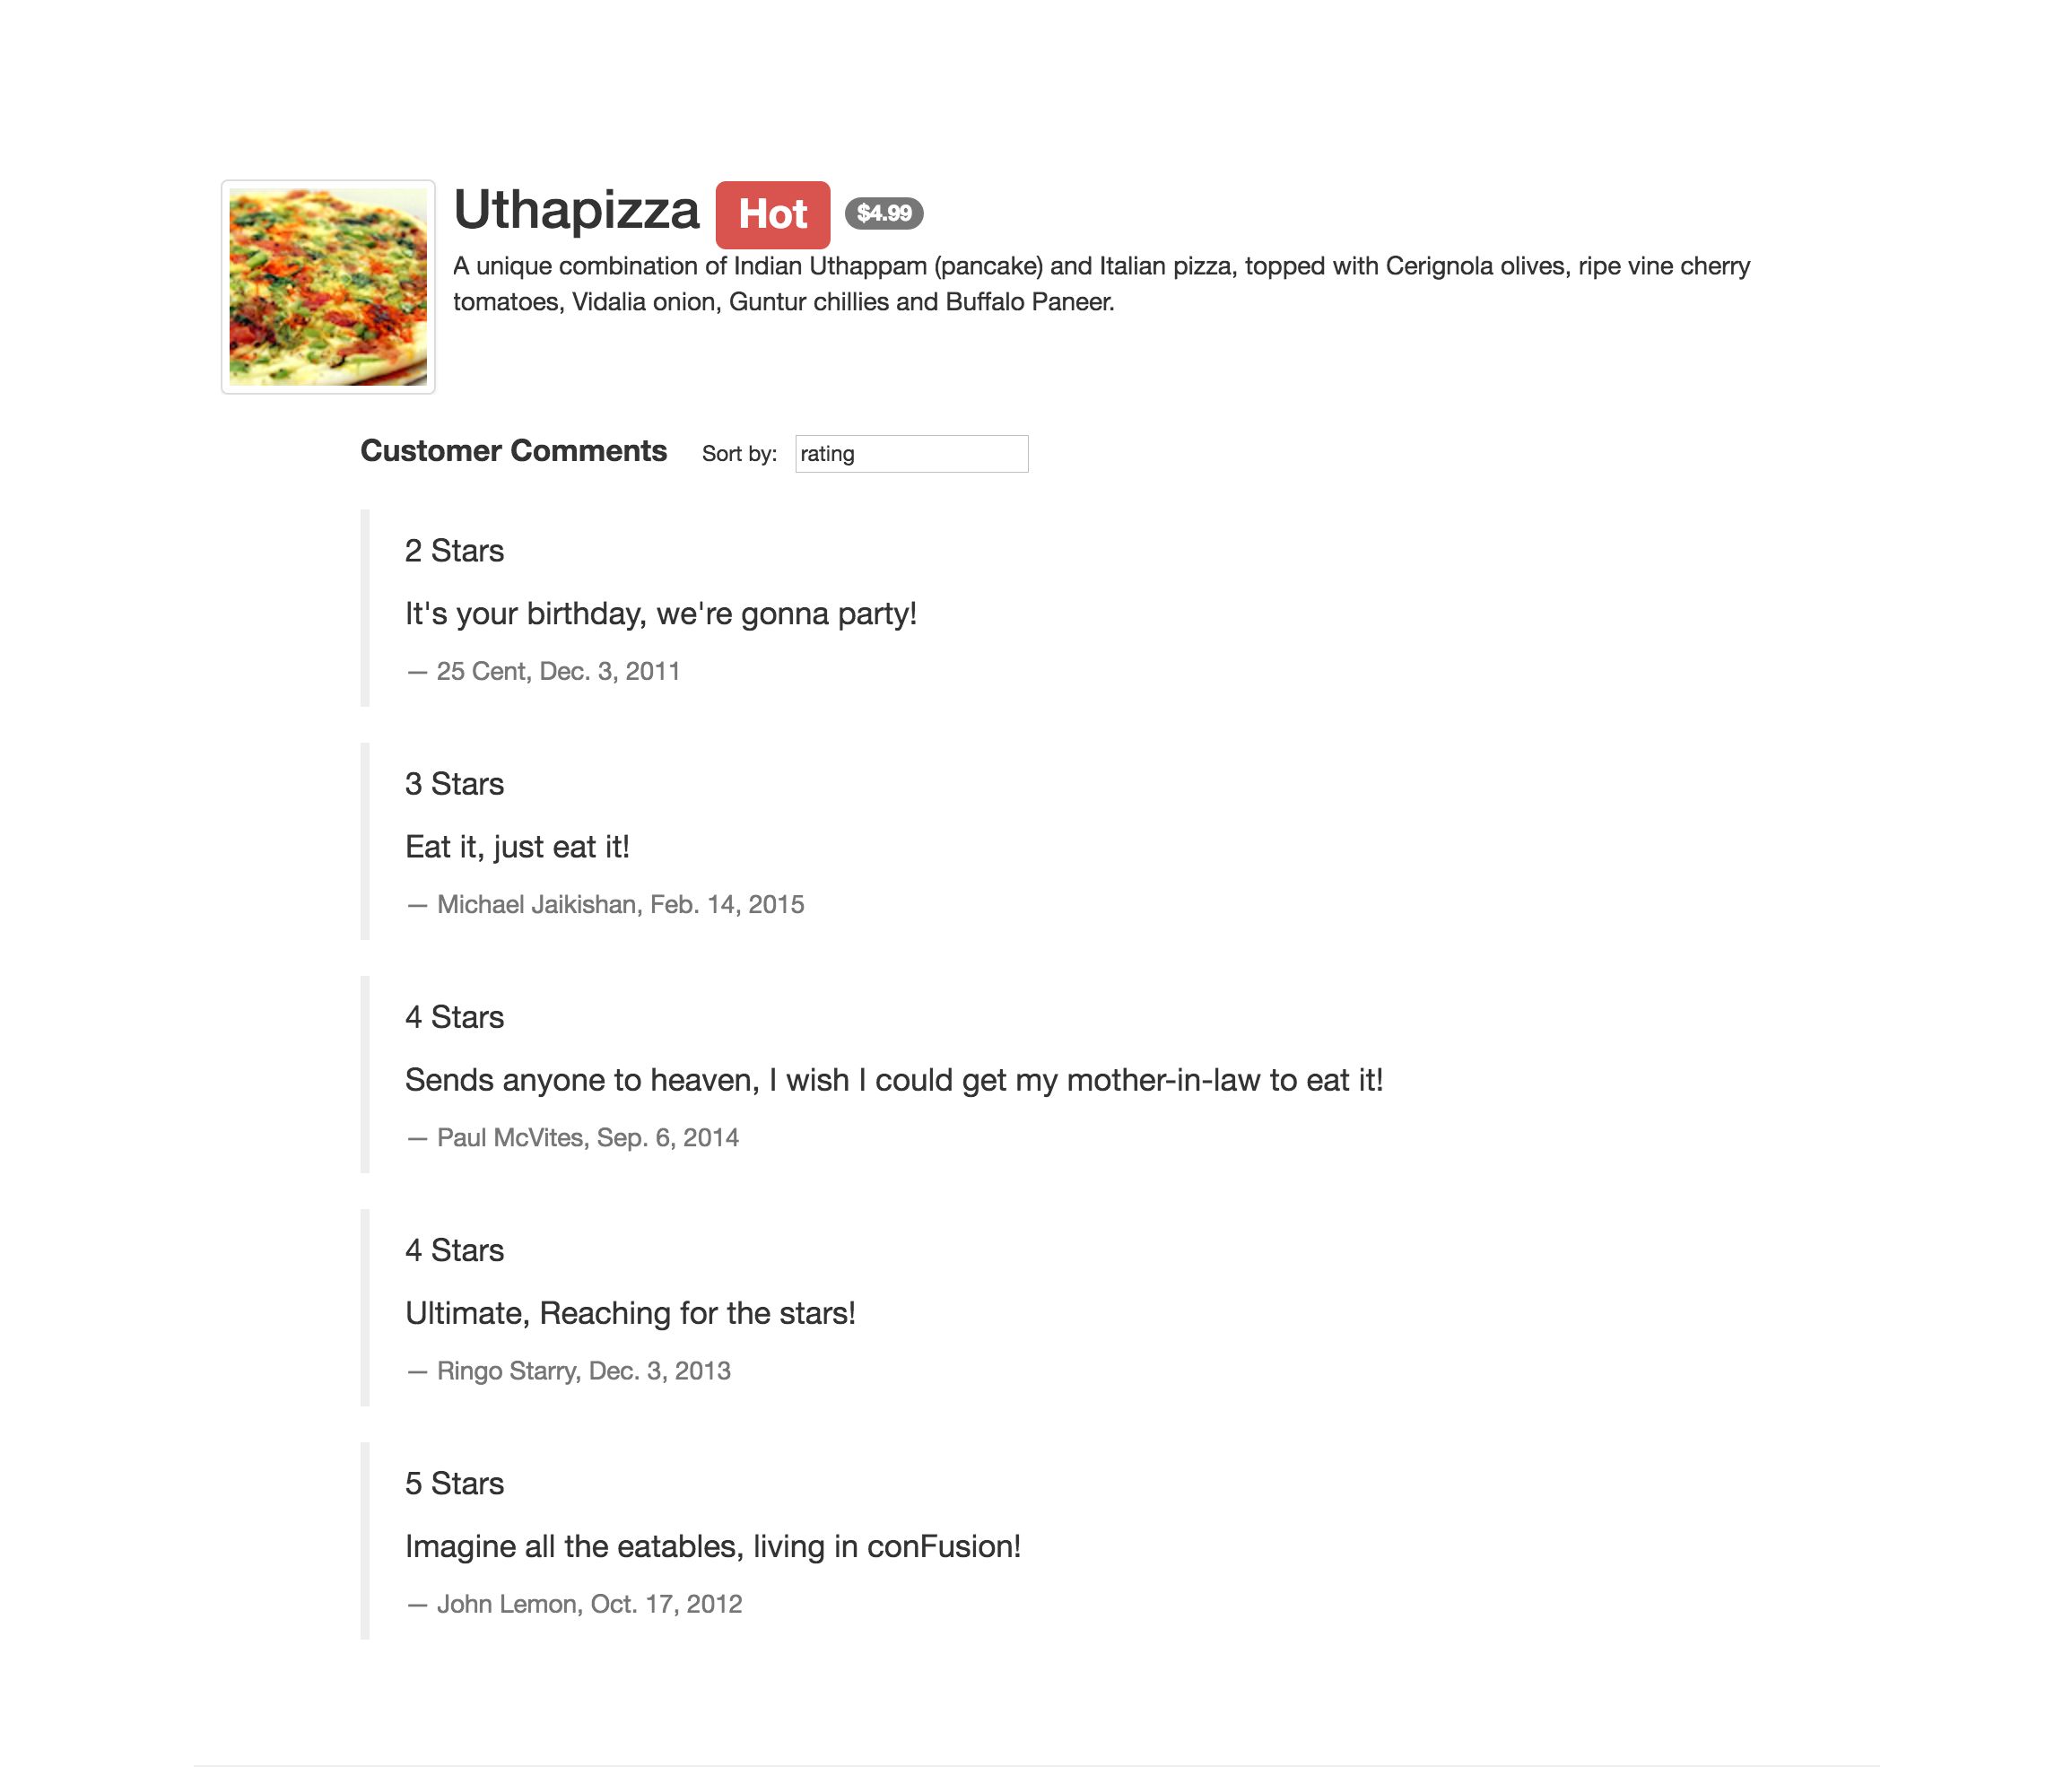 Uthapizza Hot $4.99
A unique combination of Indian Uthappam (pancake) and Italian pizza, topped with Cerignola olives, ripe vine cherry
tomatoes, Vidalia onion, Guntur chillies and Buffalo Paneer.
Customer Comments Sort by: rating
2 Stars
It's your birthday, we're gonna party!
— 25 Cent, Dec. 3, 2011
3 Stars
Eat it, just eat it!
— Michael Jaikishan, Feb. 14, 2015
4 Stars
Sends anyone to heaven, I wish I could get my mother-in-law to eat it!
— Paul McVites, Sep. 6, 2014
4 Stars
Ultimate, Reaching for the stars!
— Ringo Starry, Dec. 3, 2013
5 Stars
Imagine all the eatables, living in conFusion!
— John Lemon, Oct. 17, 2012